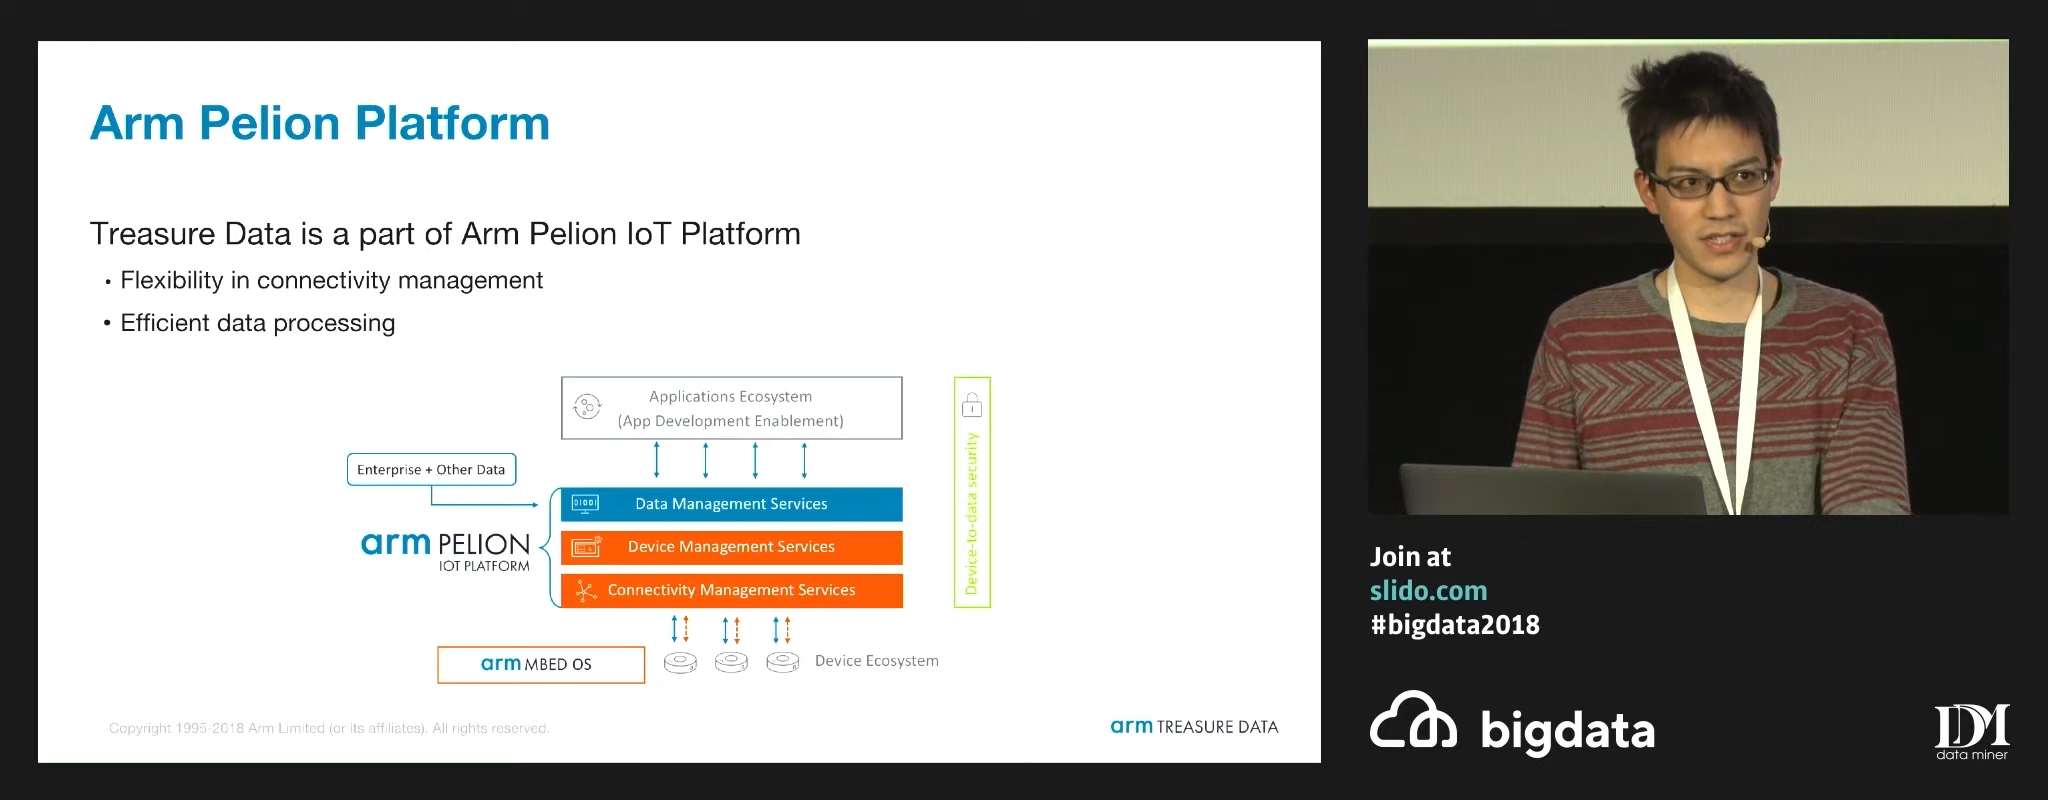 Arm Pelion Platform
Treasure Data is a part of Arm Pelion IoT Platform
• Flexibility in connectivity management
• Efficient data processing
Applications Ecosystem
(App Development Enablement)
Enterprise + Other Data
Data Management Services
arm PELION
IOT PLATFORM
Device Management Services
Connectivity Management Services
Device-to-data security
arm MBED OS
Device Ecosystem
Copyright 1995-2018 Arm Limited (or its affiliates). All rights reserved.
arm TREASURE DATA
Join at
slido.com
#bigdata2018
bigdata
DM
data miner
01001